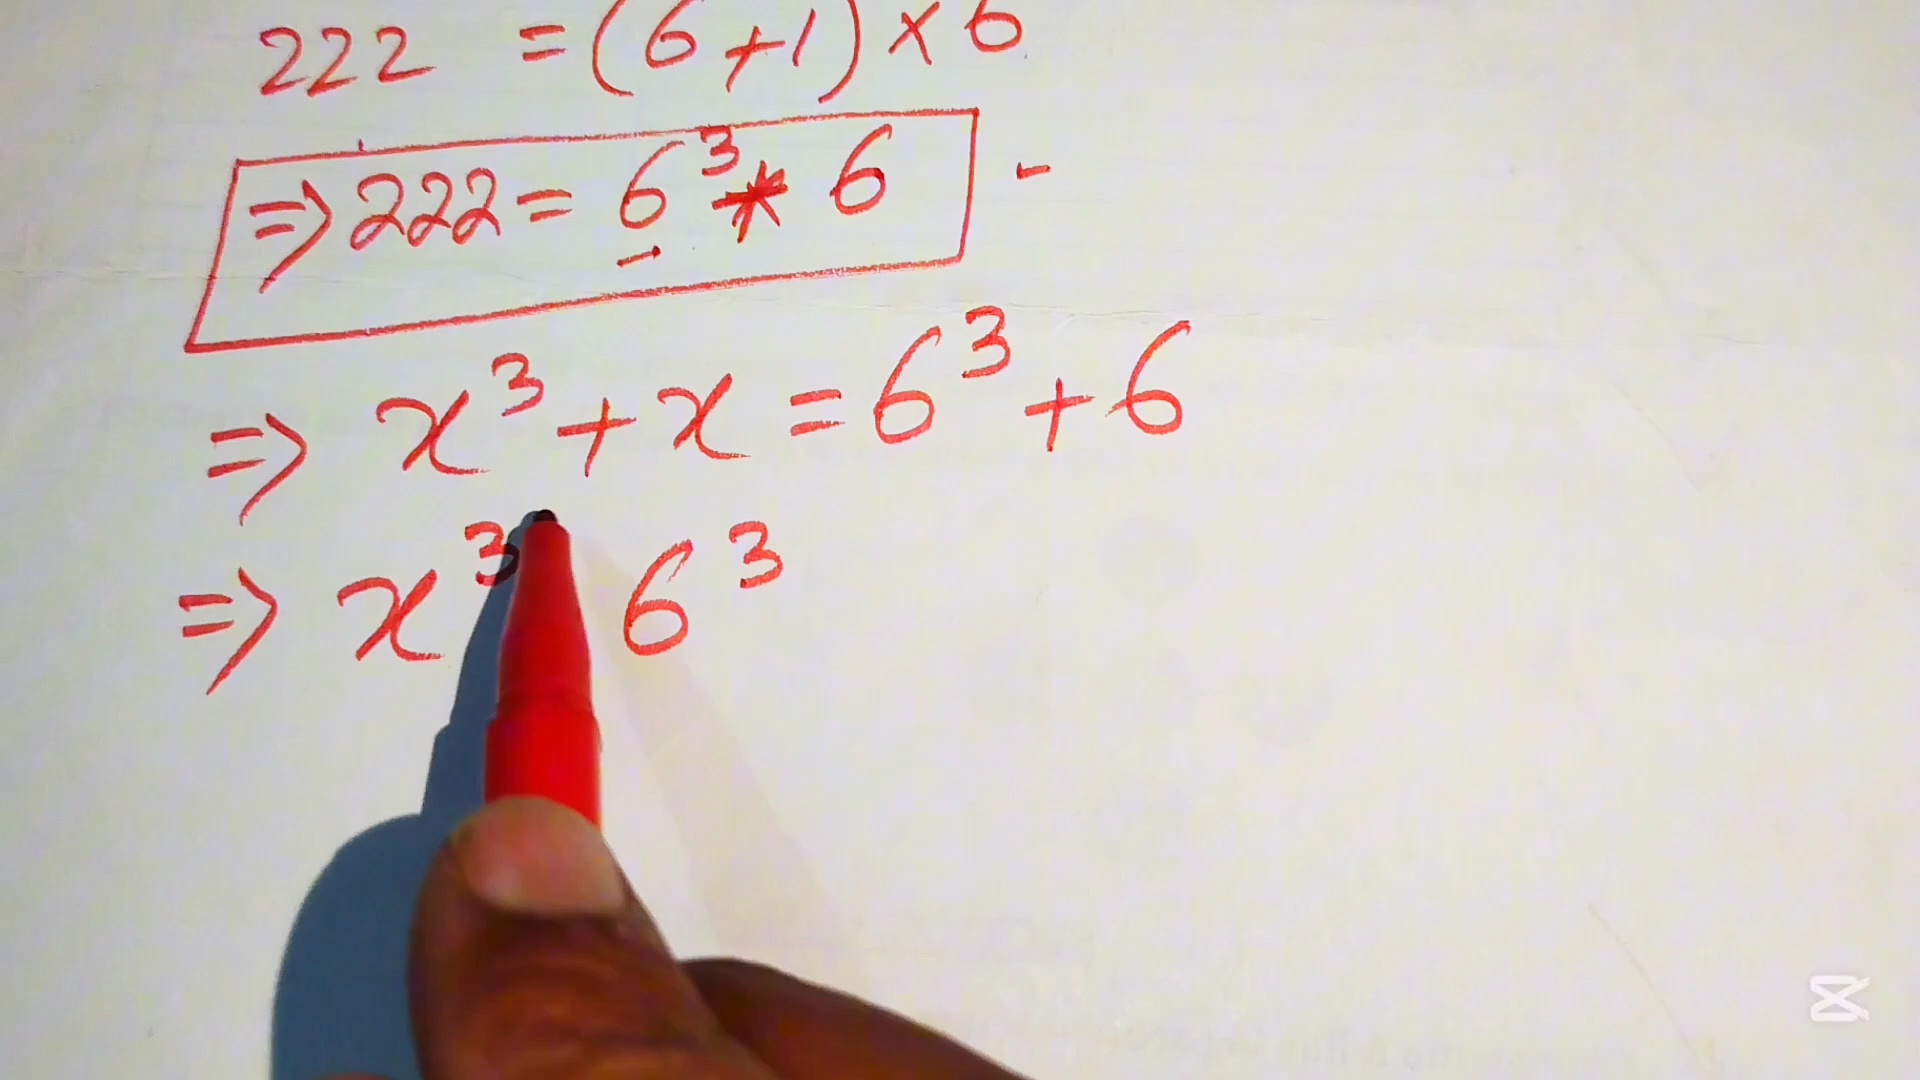 222 = (6+1) × 6
⇒ 222 = 6³ * 6 -
⇒ x³ + x = 6³ + 6
⇒ x³ 6³